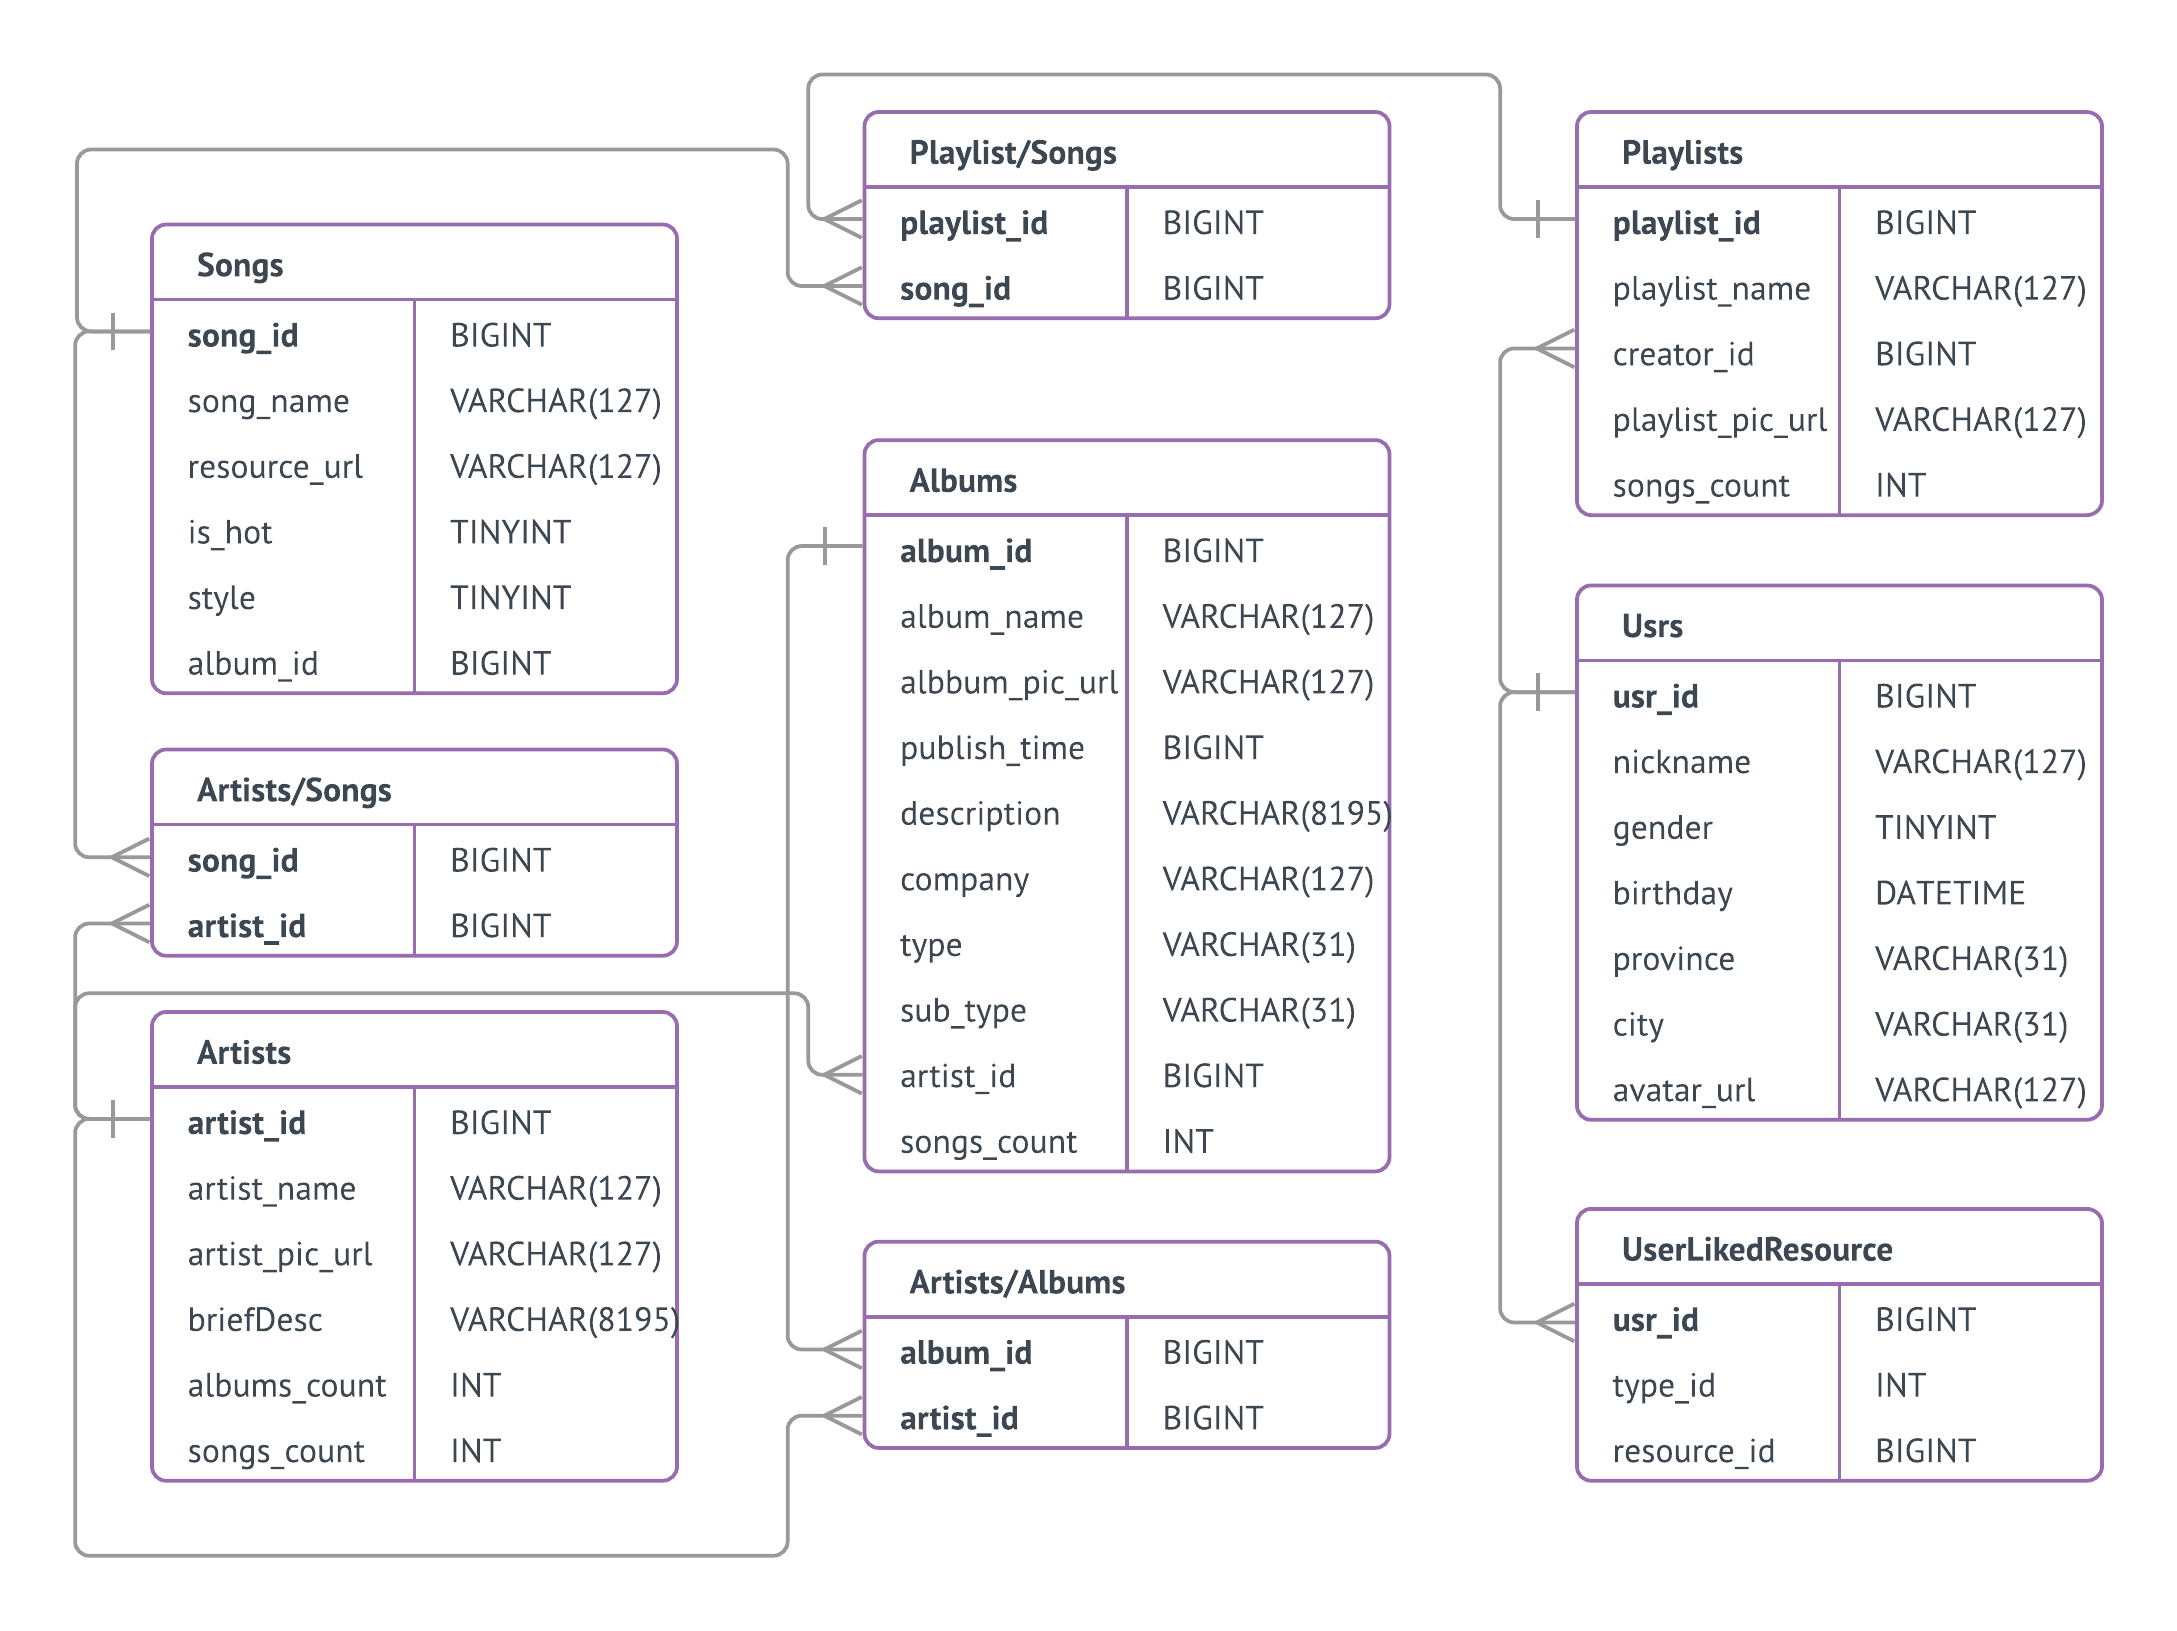 Songs
song_id BIGINT
song_name VARCHAR(127)
resource_url VARCHAR(127)
is_hot TINYINT
style TINYINT
album_id BIGINT
Artists/Songs
song_id BIGINT
artist_id BIGINT
Artists
artist_id BIGINT
artist_name VARCHAR(127)
artist_pic_url VARCHAR(127)
briefDesc VARCHAR(8195)
albums_count INT
songs_count INT
Playlist/Songs
playlist_id BIGINT
song_id BIGINT
Albums
album_id BIGINT
album_name VARCHAR(127)
albbum_pic_url VARCHAR(127)
publish_time BIGINT
description VARCHAR(8195)
company VARCHAR(127)
type VARCHAR(31)
sub_type VARCHAR(31)
artist_id BIGINT
songs_count INT
Artists/Albums
album_id BIGINT
artist_id BIGINT
Playlists
playlist_id BIGINT
playlist_name VARCHAR(127)
creator_id BIGINT
playlist_pic_url VARCHAR(127)
songs_count INT
Usrs
usr_id BIGINT
nickname VARCHAR(127)
gender TINYINT
birthday DATETIME
province VARCHAR(31)
city VARCHAR(31)
avatar_url VARCHAR(127)
UserLikedResource
usr_id BIGINT
type_id INT
resource_id BIGINT